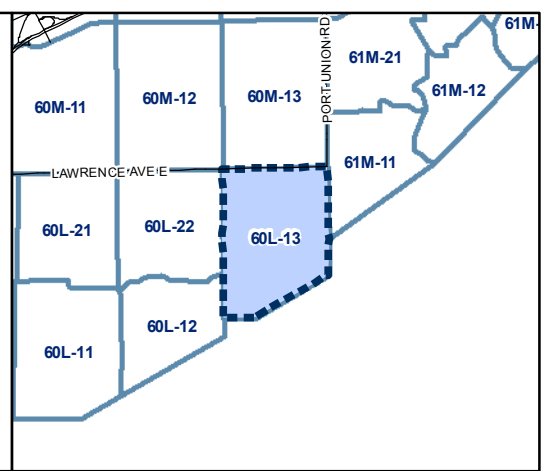 61M-
61M-21
PORT UNION RD
60M-11
60M-12
60M-13
61M-12
LAWRENCE AVE E
61M-11
60L-21
60L-22
60L-13
60L-11
60L-12